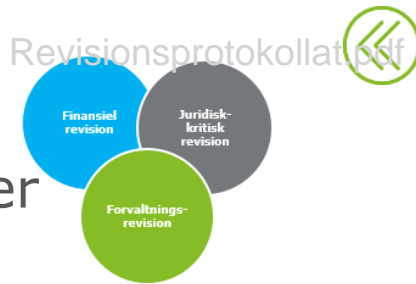 Revisionsprotokollat.pdf
Finansiel
revision
Juridisk-
kritisk
revision
er
Forvaltnings-
revision